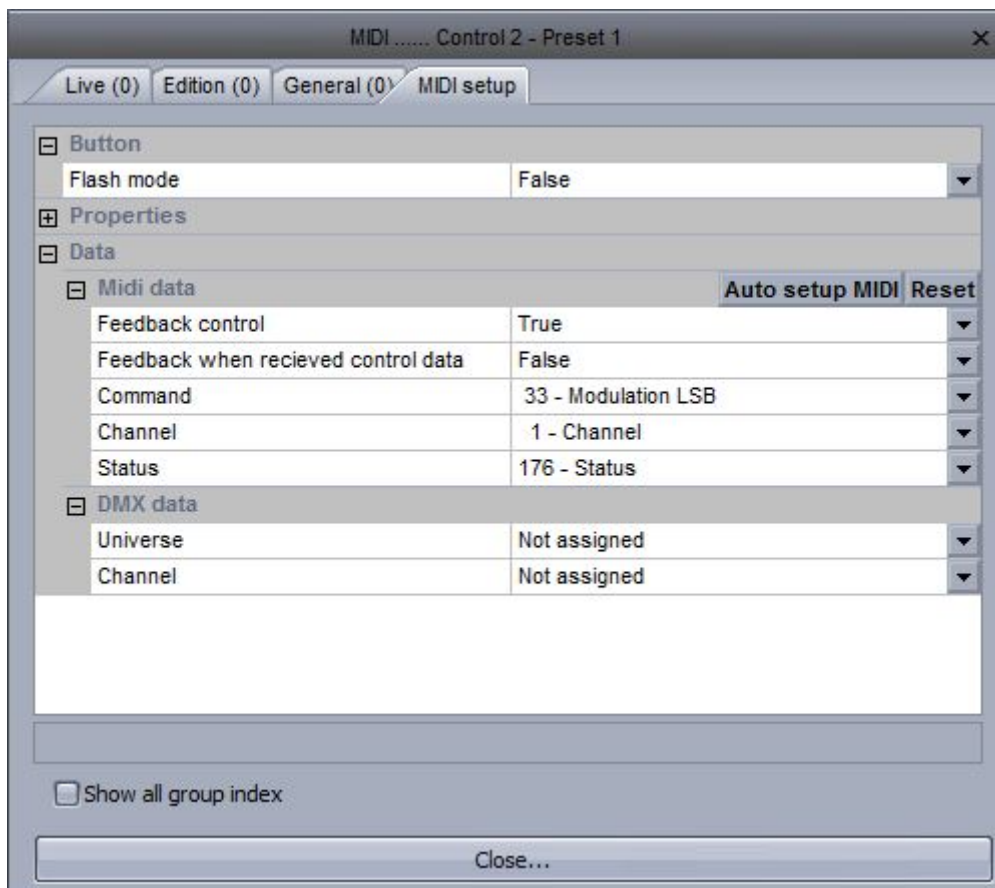 MIDI ...... Control 2 - Preset 1
Live (0) Edition (0) General (0) MIDI setup
Button
Flash mode False
Properties
Data
Midi data Auto setup MIDI Reset
Feedback control True
Feedback when recieved control data False
Command 33 - Modulation LSB
Channel 1 - Channel
Status 176 - Status
DMX data
Universe Not assigned
Channel Not assigned
Show all group index
Close...